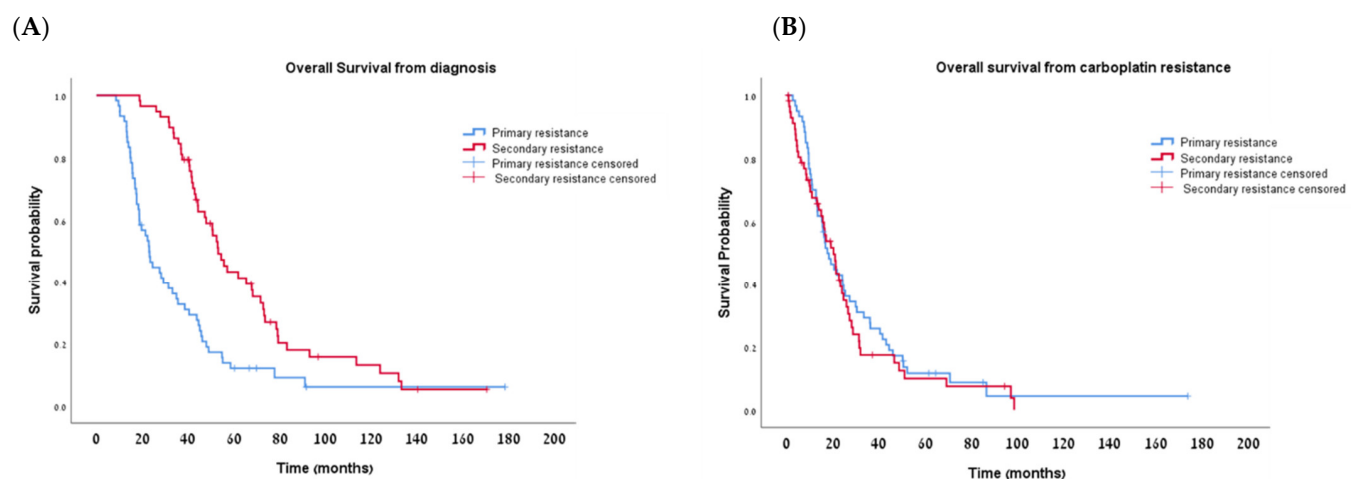 (A)
Overall Survival from diagnosis
Survival probability
1.0
0.8
0.6
0.4
0.2
0.0
Primary resistance
Secondary resistance
Primary resistance censored
Secondary resistance censored
0 20 40 60 80 100 120 140 160 180 200
Time (months)
(B)
Overall survival from carboplatin resistance
Survival Probability
1.0
0.8
0.6
0.4
0.2
0.0
Primary resistance
Secondary resistance
Primary resistance censored
Secondary resistance censored
0 20 40 60 80 100 120 140 160 180 200
Time (months)